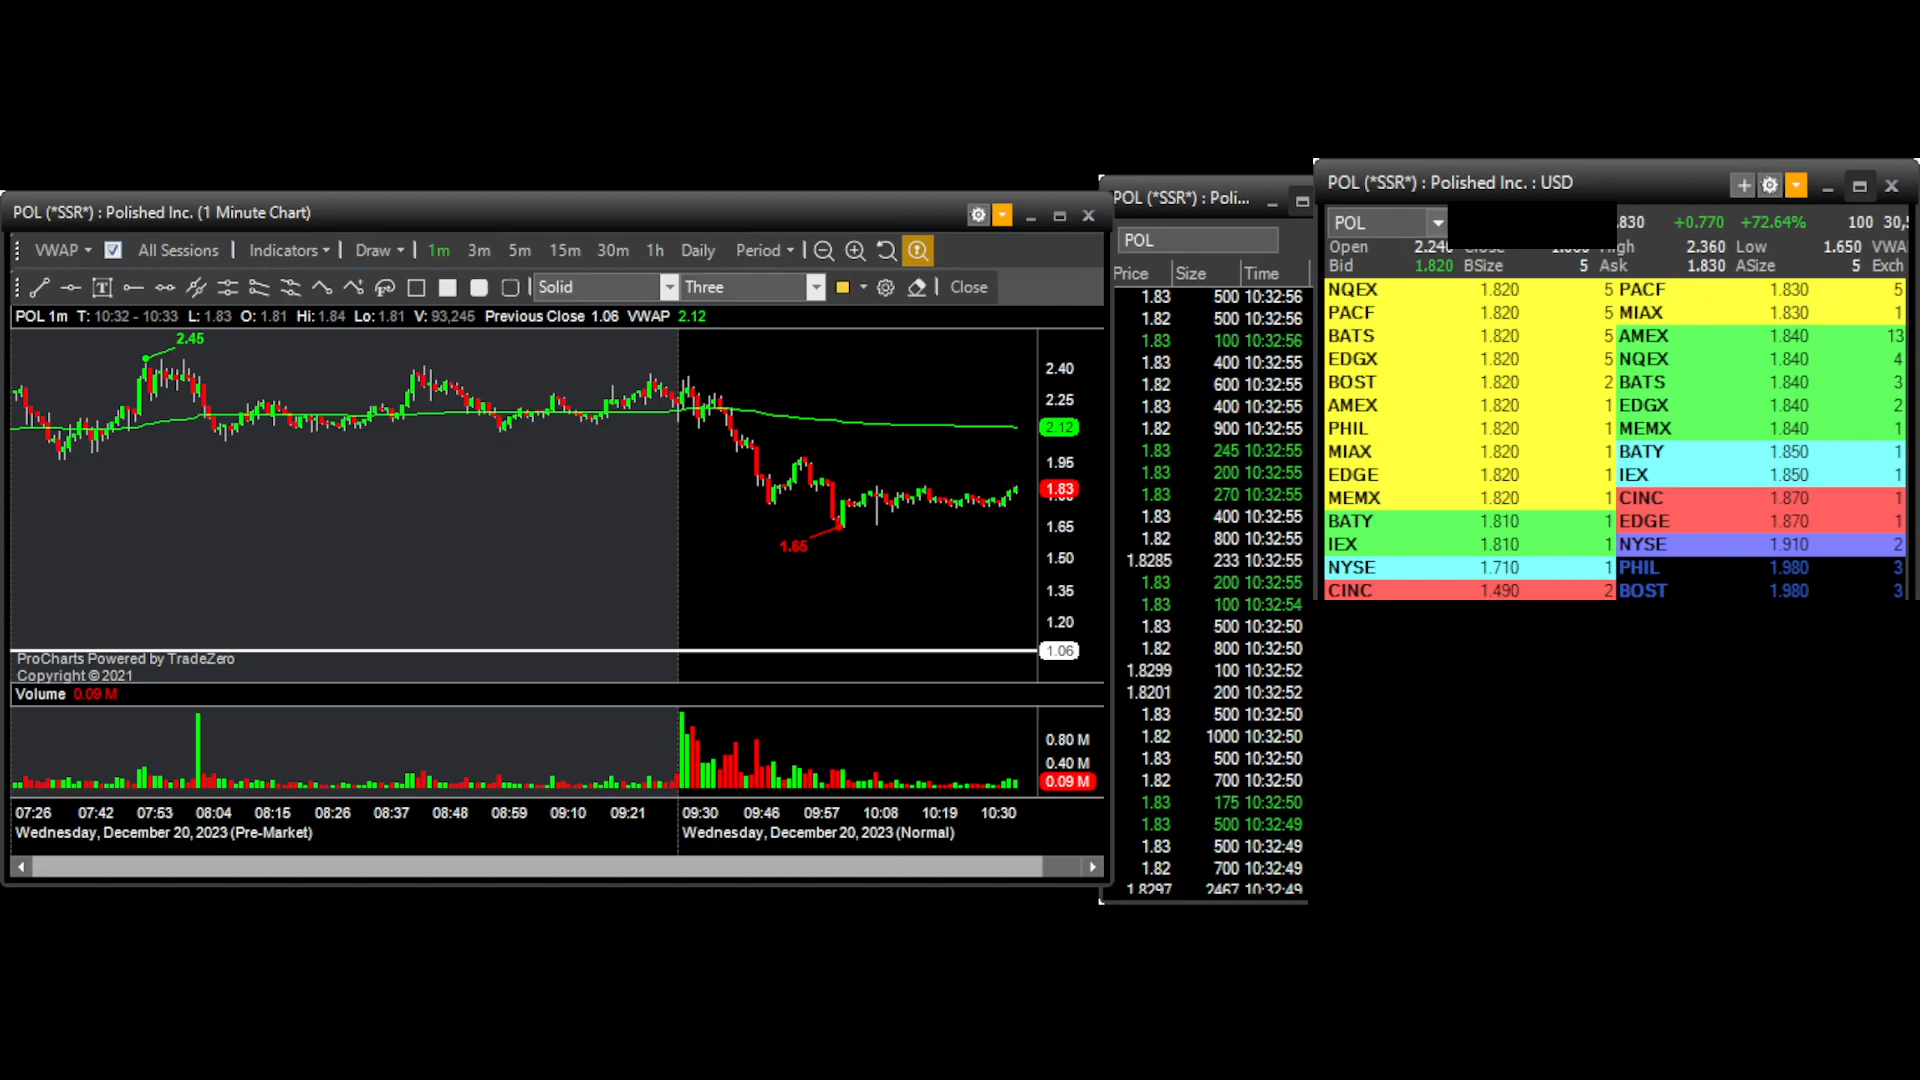 POL (*SSR*) : Polished Inc. (1 Minute Chart)
VWAP All Sessions Indicators Draw 1m 3m 5m 15m 30m 1h Daily Period
Solid Three Close
POL 1m T: 10:32 - 10:33 L: 1.83 O: 1.81 Hi: 1.84 Lo: 1.81 V: 93,245 Previous Close 1.06 VWAP 2.12
2.45
1.65
2.40
2.25
2.12
1.95
1.83
1.65
1.50
1.35
1.20
1.06
ProCharts Powered by TradeZero
Copyright © 2021
Volume 0.09 M
0.80 M
0.40 M
0.09 M
07:26 07:42 07:53 08:04 08:15 08:26 08:37 08:48 08:59 09:10 09:21 09:30 09:46 09:57 10:08 10:19 10:30
Wednesday, December 20, 2023 (Pre-Market) Wednesday, December 20, 2023 (Normal)
POL (*SSR*) : Poli...
POL
Price Size Time
1.83 500 10:32:56
1.82 500 10:32:56
1.83 100 10:32:56
1.83 400 10:32:55
1.82 600 10:32:55
1.83 400 10:32:55
1.82 900 10:32:55
1.83 245 10:32:55
1.83 200 10:32:55
1.83 270 10:32:55
1.83 400 10:32:55
1.82 800 10:32:55
1.8285 233 10:32:55
1.83 200 10:32:55
1.83 100 10:32:54
1.83 500 10:32:50
1.82 800 10:32:50
1.8299 100 10:32:52
1.8201 200 10:32:52
1.83 500 10:32:50
1.82 1000 10:32:50
1.83 500 10:32:50
1.82 700 10:32:50
1.83 175 10:32:50
1.83 500 10:32:49
1.83 500 10:32:49
1.82 700 10:32:49
1.8297 2467 10:32:49
POL (*SSR*) : Polished Inc. : USD
POL .830 +0.770 +72.64% 100
Open 2.240 2.360 Low 1.650 VWA
Bid 1.820 BSize 5 Ask 1.830 ASize 5 Exch
NQEX 1.820 5 PACF 1.830 5
PACF 1.820 5 MIAX 1.830 1
BATS 1.820 5 AMEX 1.840 13
EDGX 1.820 5 NQEX 1.840 4
BOST 1.820 2 BATS 1.840 3
AMEX 1.820 1 EDGX 1.840 2
PHIL 1.820 1 MEMX 1.840 1
MIAX 1.820 1 BATY 1.850 1
EDGE 1.820 1 IEX 1.850 1
MEMX 1.820 1 CINC 1.870 1
BATY 1.810 1 EDGE 1.870 1
IEX 1.810 1 NYSE 1.910 2
NYSE 1.710 1 PHIL 1.980 3
CINC 1.490 2 BOST 1.980 3